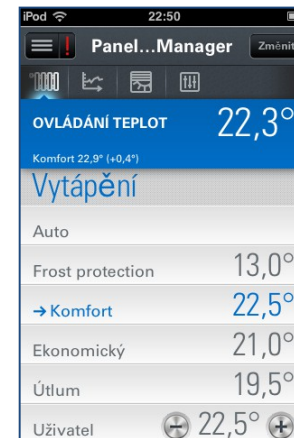 iPod 22:50
Panel...Manager Změnit
OVLÁDÁNÍ TEPLOT 22,3°
Komfort 22,9° (+0,4°)
Vytápění
Auto
Frost protection 13,0°
→ Komfort 22,5°
Ekonomický 21,0°
Útlum 19,5°
Uživatel 22,5°